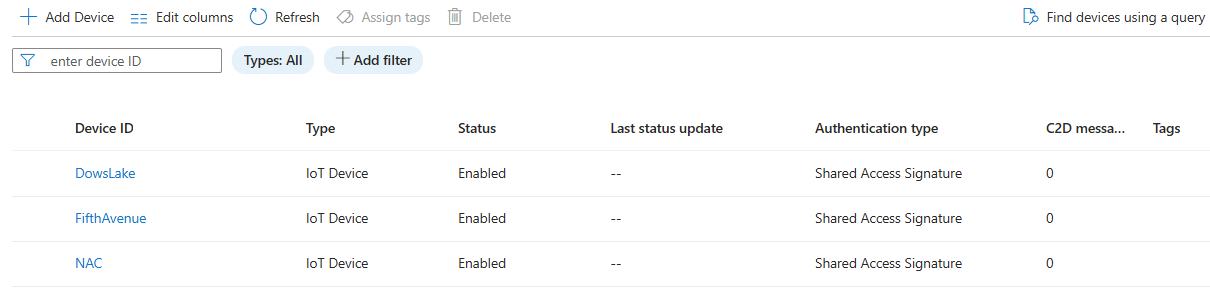 Add Device Edit columns Refresh Assign tags Delete Find devices using a query
enter device ID Types: All Add filter
Device ID Type Status Last status update Authentication type C2D messa... Tags
DowsLake IoT Device Enabled -- Shared Access Signature 0
FifthAvenue IoT Device Enabled -- Shared Access Signature 0
NAC IoT Device Enabled -- Shared Access Signature 0